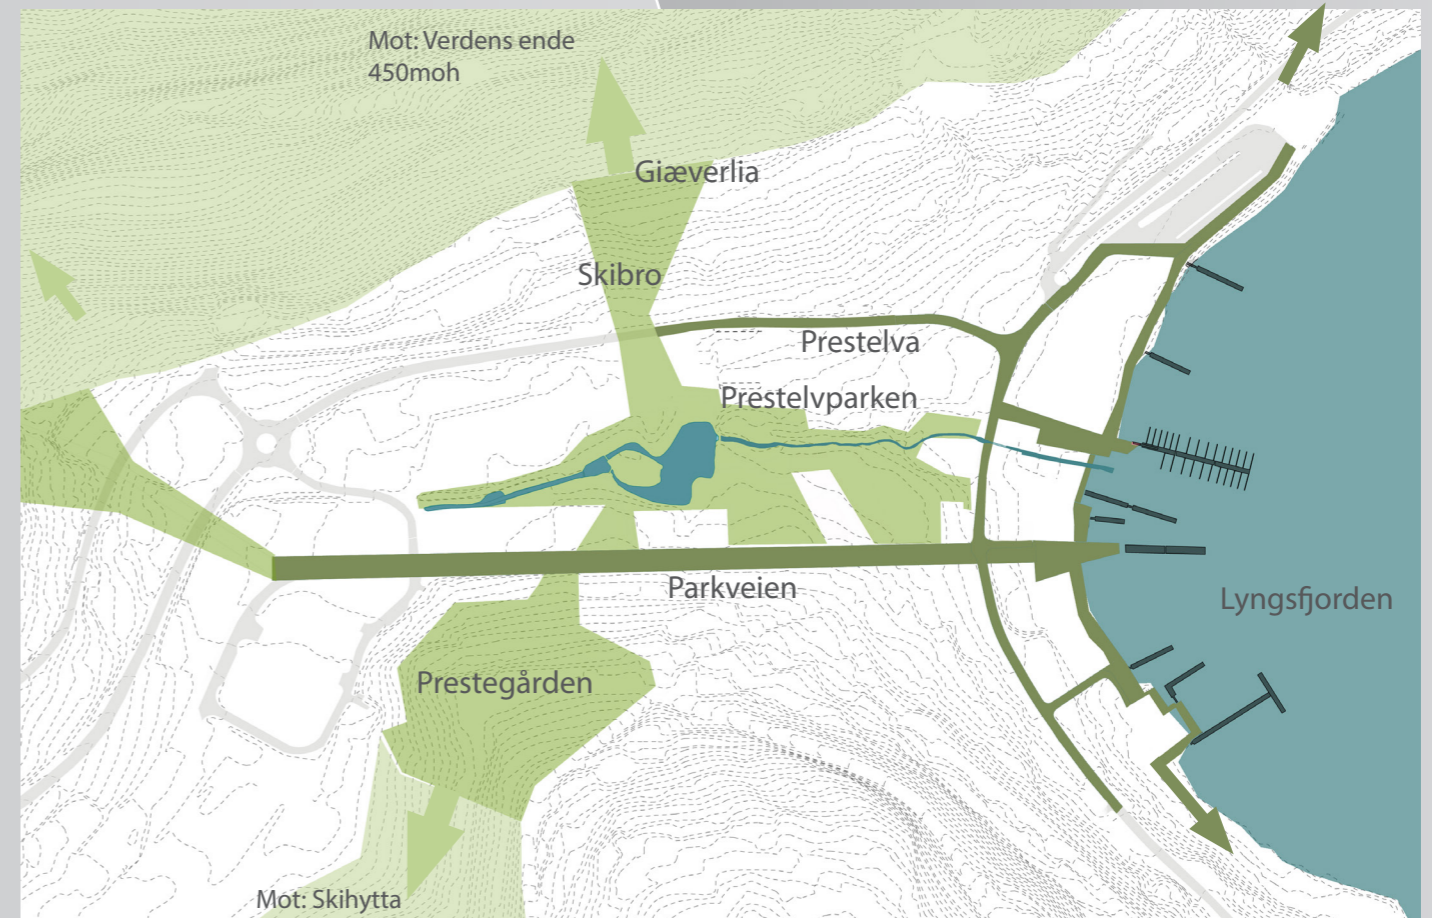 Mot: Verdens ende
450moh
Giæverlia
Skibro
Prestelva
Prestelvparken
Parkveien
Lyngsfjorden
Prestegården
Mot: Skihytta